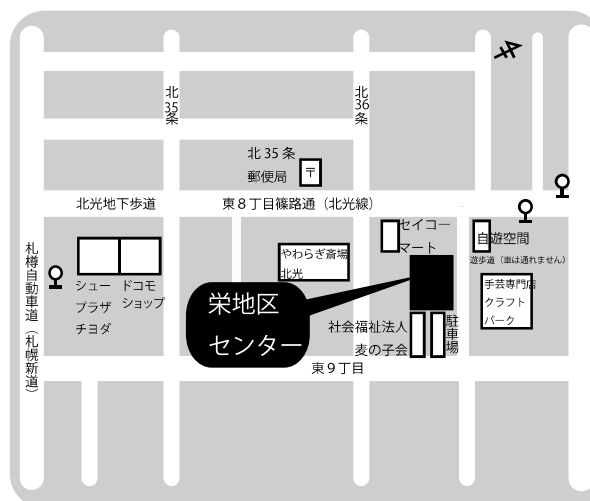 北
35
条
北
36
条
北35条
郵便局
〒
北光地下歩道
東8丁目篠路通（北光線）
札樽自動車道（札幌新道）
セイコー
マート
自遊空間
遊歩道（車は通れません）
シュー
プラザ
チヨダ
ドコモ
ショップ
やわらぎ斎場
北光
手芸専門店
クラフト
パーク
栄地区
センター
社会福祉法人
麦の子会
駐車場
東9丁目